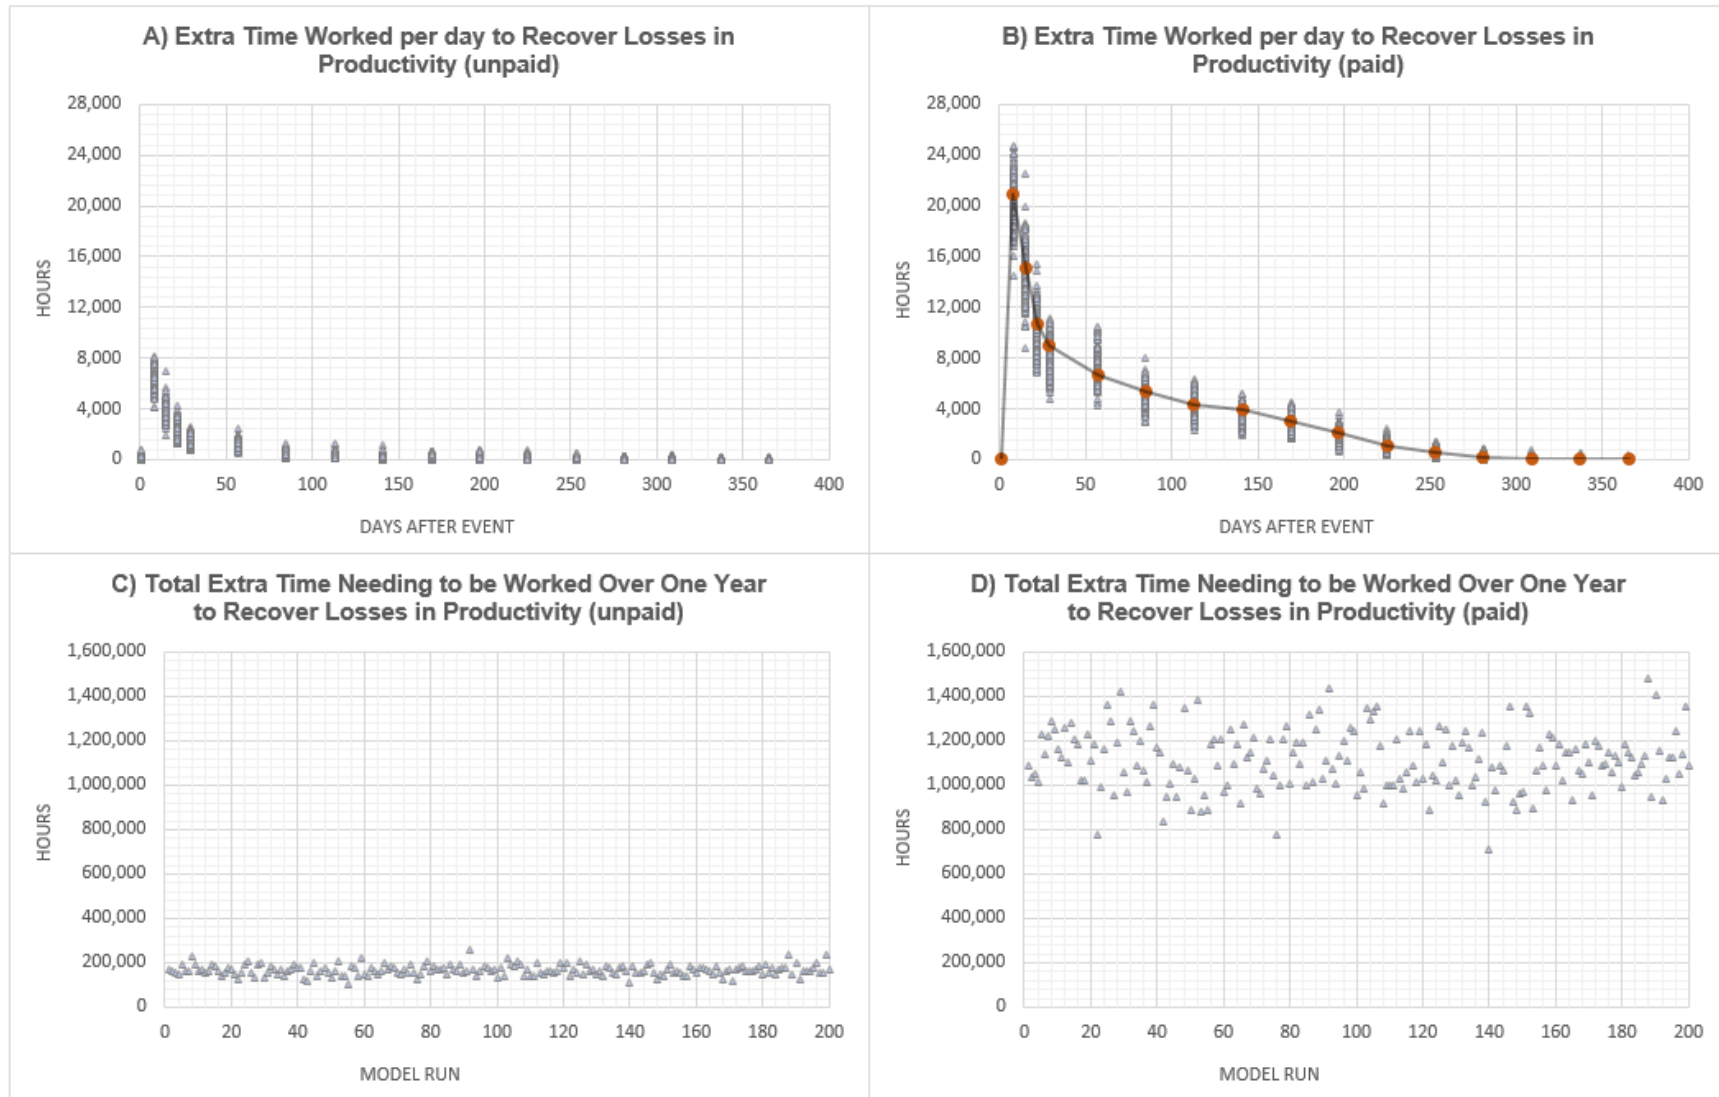 A) Extra Time Worked per day to Recover Losses in
Productivity (unpaid)
28,000
24,000
20,000
16,000
12,000
8,000
4,000
0
HOURS
0 50 100 150 200 250 300 350 400
DAYS AFTER EVENT
B) Extra Time Worked per day to Recover Losses in
Productivity (paid)
28,000
24,000
20,000
16,000
12,000
8,000
4,000
0
HOURS
0 50 100 150 200 250 300 350 400
DAYS AFTER EVENT
C) Total Extra Time Needing to be Worked Over One Year
to Recover Losses in Productivity (unpaid)
1,600,000
1,400,000
1,200,000
1,000,000
800,000
600,000
400,000
200,000
0
HOURS
0 20 40 60 80 100 120 140 160 180 200
MODEL RUN
D) Total Extra Time Needing to be Worked Over One Year
to Recover Losses in Productivity (paid)
1,600,000
1,400,000
1,200,000
1,000,000
800,000
600,000
400,000
200,000
0
HOURS
0 20 40 60 80 100 120 140 160 180 200
MODEL RUN